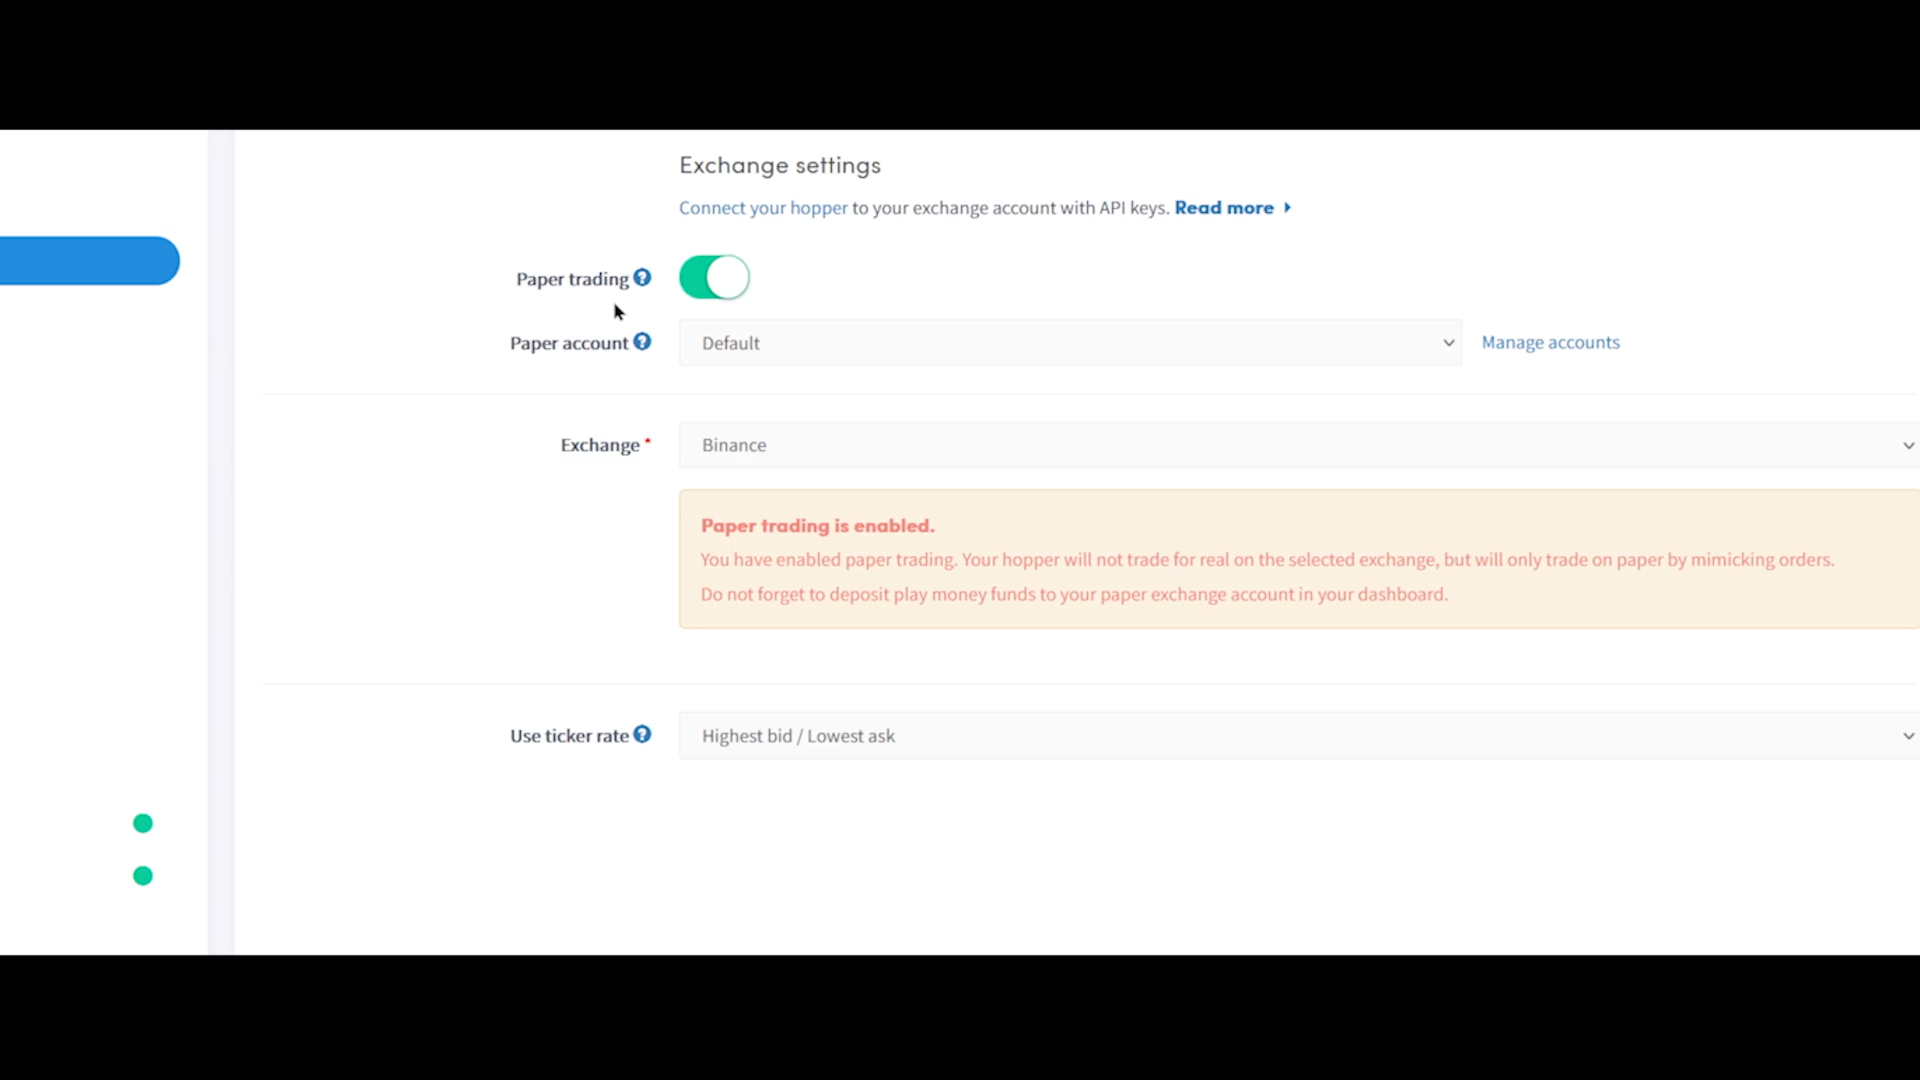 Exchange settings
Connect your hopper to your exchange account with API keys. Read more
Paper trading
Paper account Default Manage accounts
Exchange * Binance
Paper trading is enabled.
You have enabled paper trading. Your hopper will not trade for real on the selected exchange, but will only trade on paper by mimicking orders.
Do not forget to deposit play money funds to your paper exchange account in your dashboard.
Use ticker rate Highest bid / Lowest ask